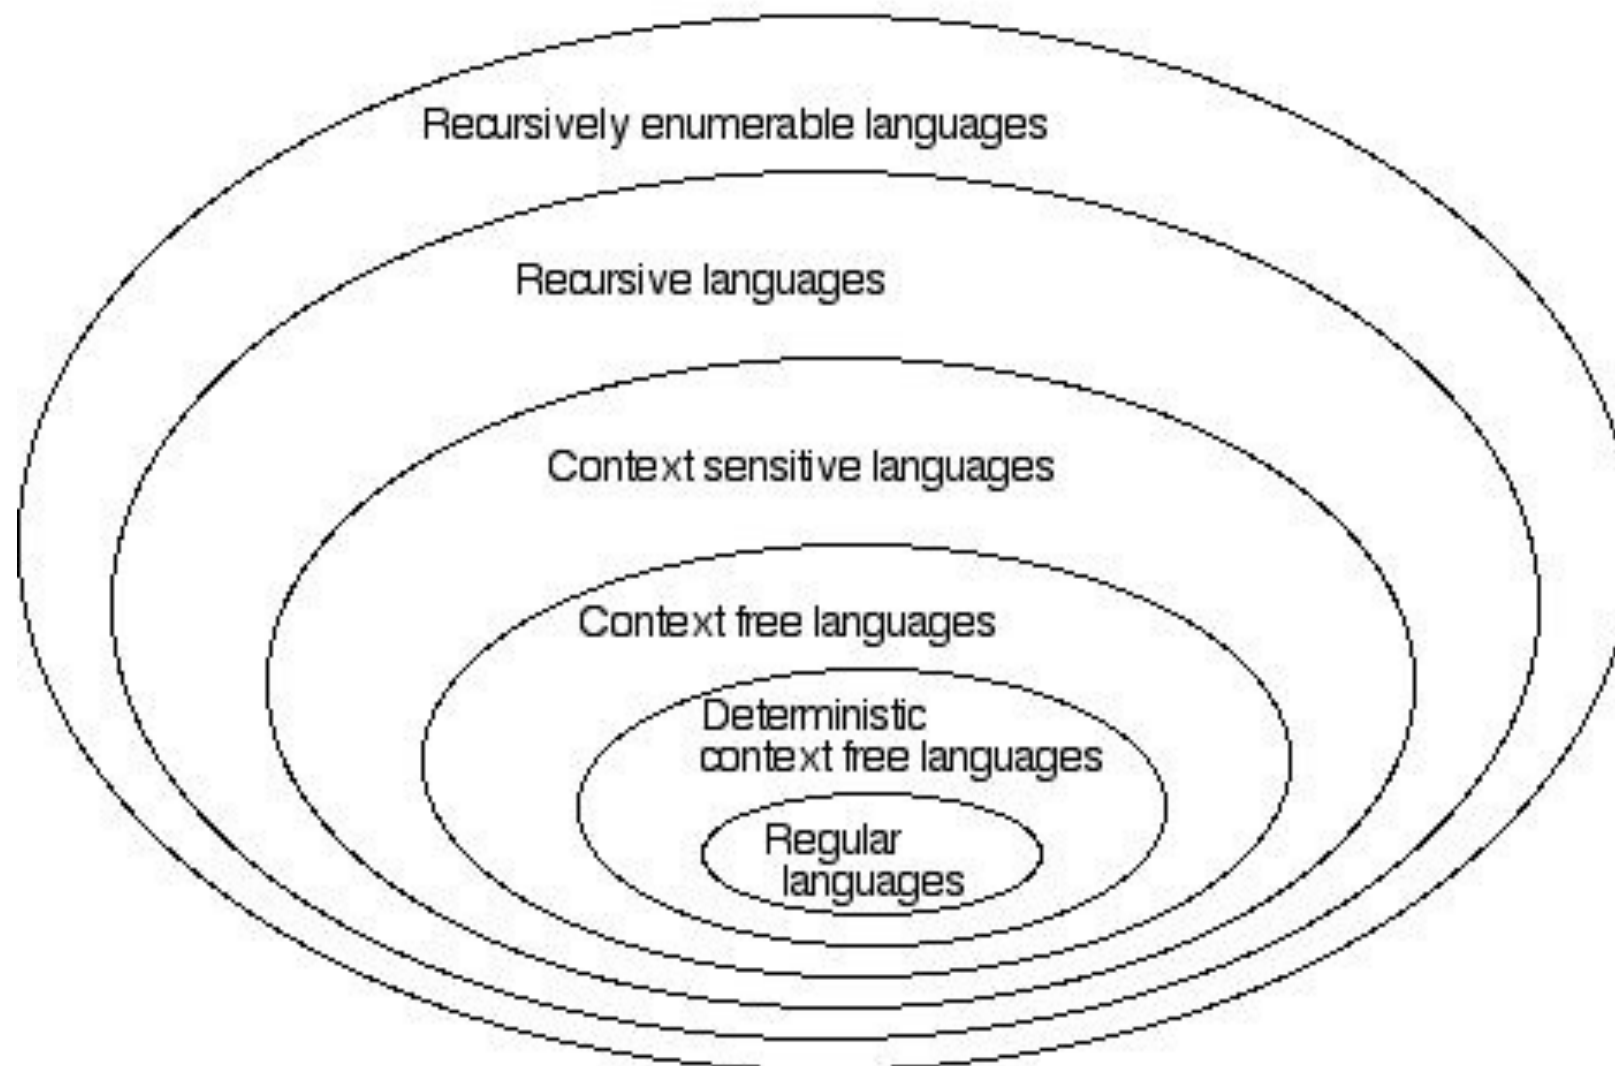 Recursively enumerable languages
Recursive languages
Context sensitive languages
Context free languages
Deterministic
context free languages
Regular
languages